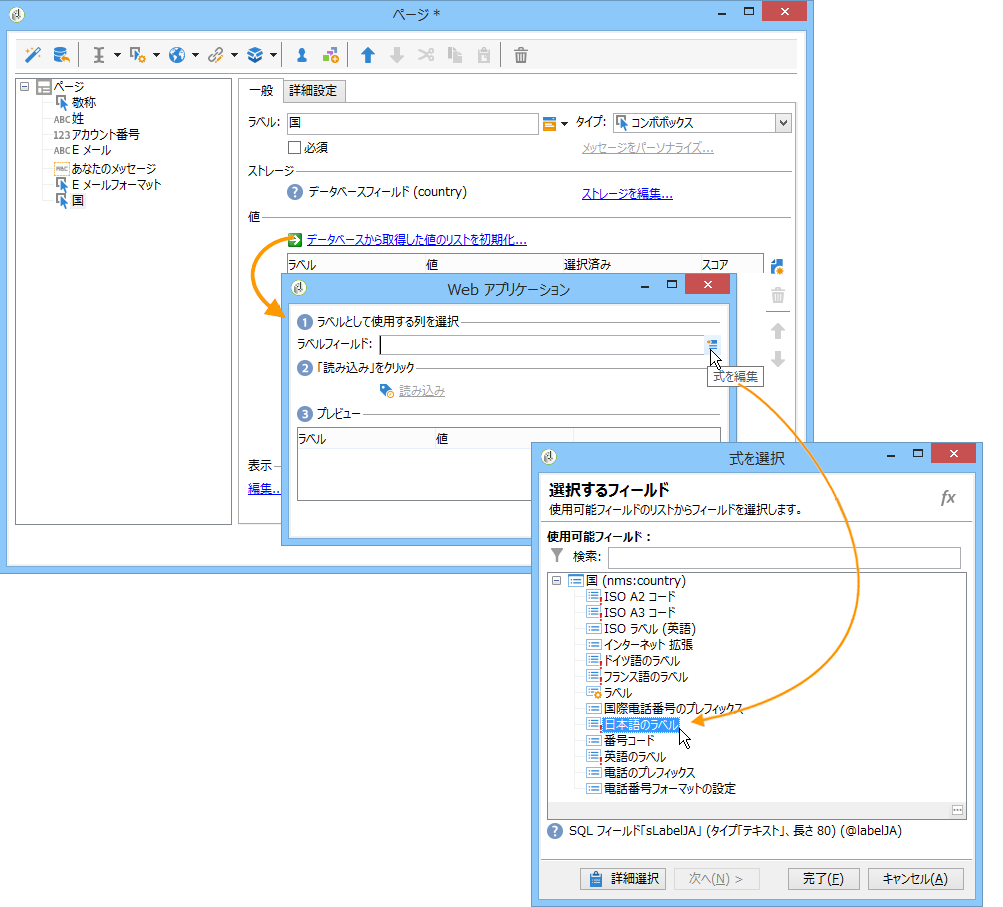 ページ *
ページ
敬称
ABC 姓
123 アカウント番号
ABC E メール
ABC あなたのメッセージ
E メールフォーマット
国
一般 詳細設定
ラベル: 国 タイプ: コンボボックス
必須 メッセージをパーソナライズ...
ストレージ
? データベースフィールド (country) ストレージを編集...
値
データベースから取得した値のリストを初期化...
ラベル 値 選択済み スコア
表示
編集...
Web アプリケーション
1 ラベルとして使用する列を選択
ラベルフィールド:
2 「読み込み」をクリック
読み込み
3 プレビュー
ラベル 値
式を編集
式を選択
選択するフィールド
使用可能フィールドのリストからフィールドを選択します。
fx
使用可能フィールド :
検索:
国 (nms:country)
ISO A2 コード
ISO A3 コード
ISO ラベル (英語)
インターネット 拡張
ドイツ語のラベル
フランス語のラベル
ラベル
国際電話番号のプレフィックス
日本語のラベル
番号コード
英語のラベル
電話のプレフィックス
電話番号フォーマットの設定
? SQL フィールド「sLabelJA」 (タイプ「テキスト」、長さ 80) (@labelJA)
詳細選択 次へ(N) > 完了(F) キャンセル(A)